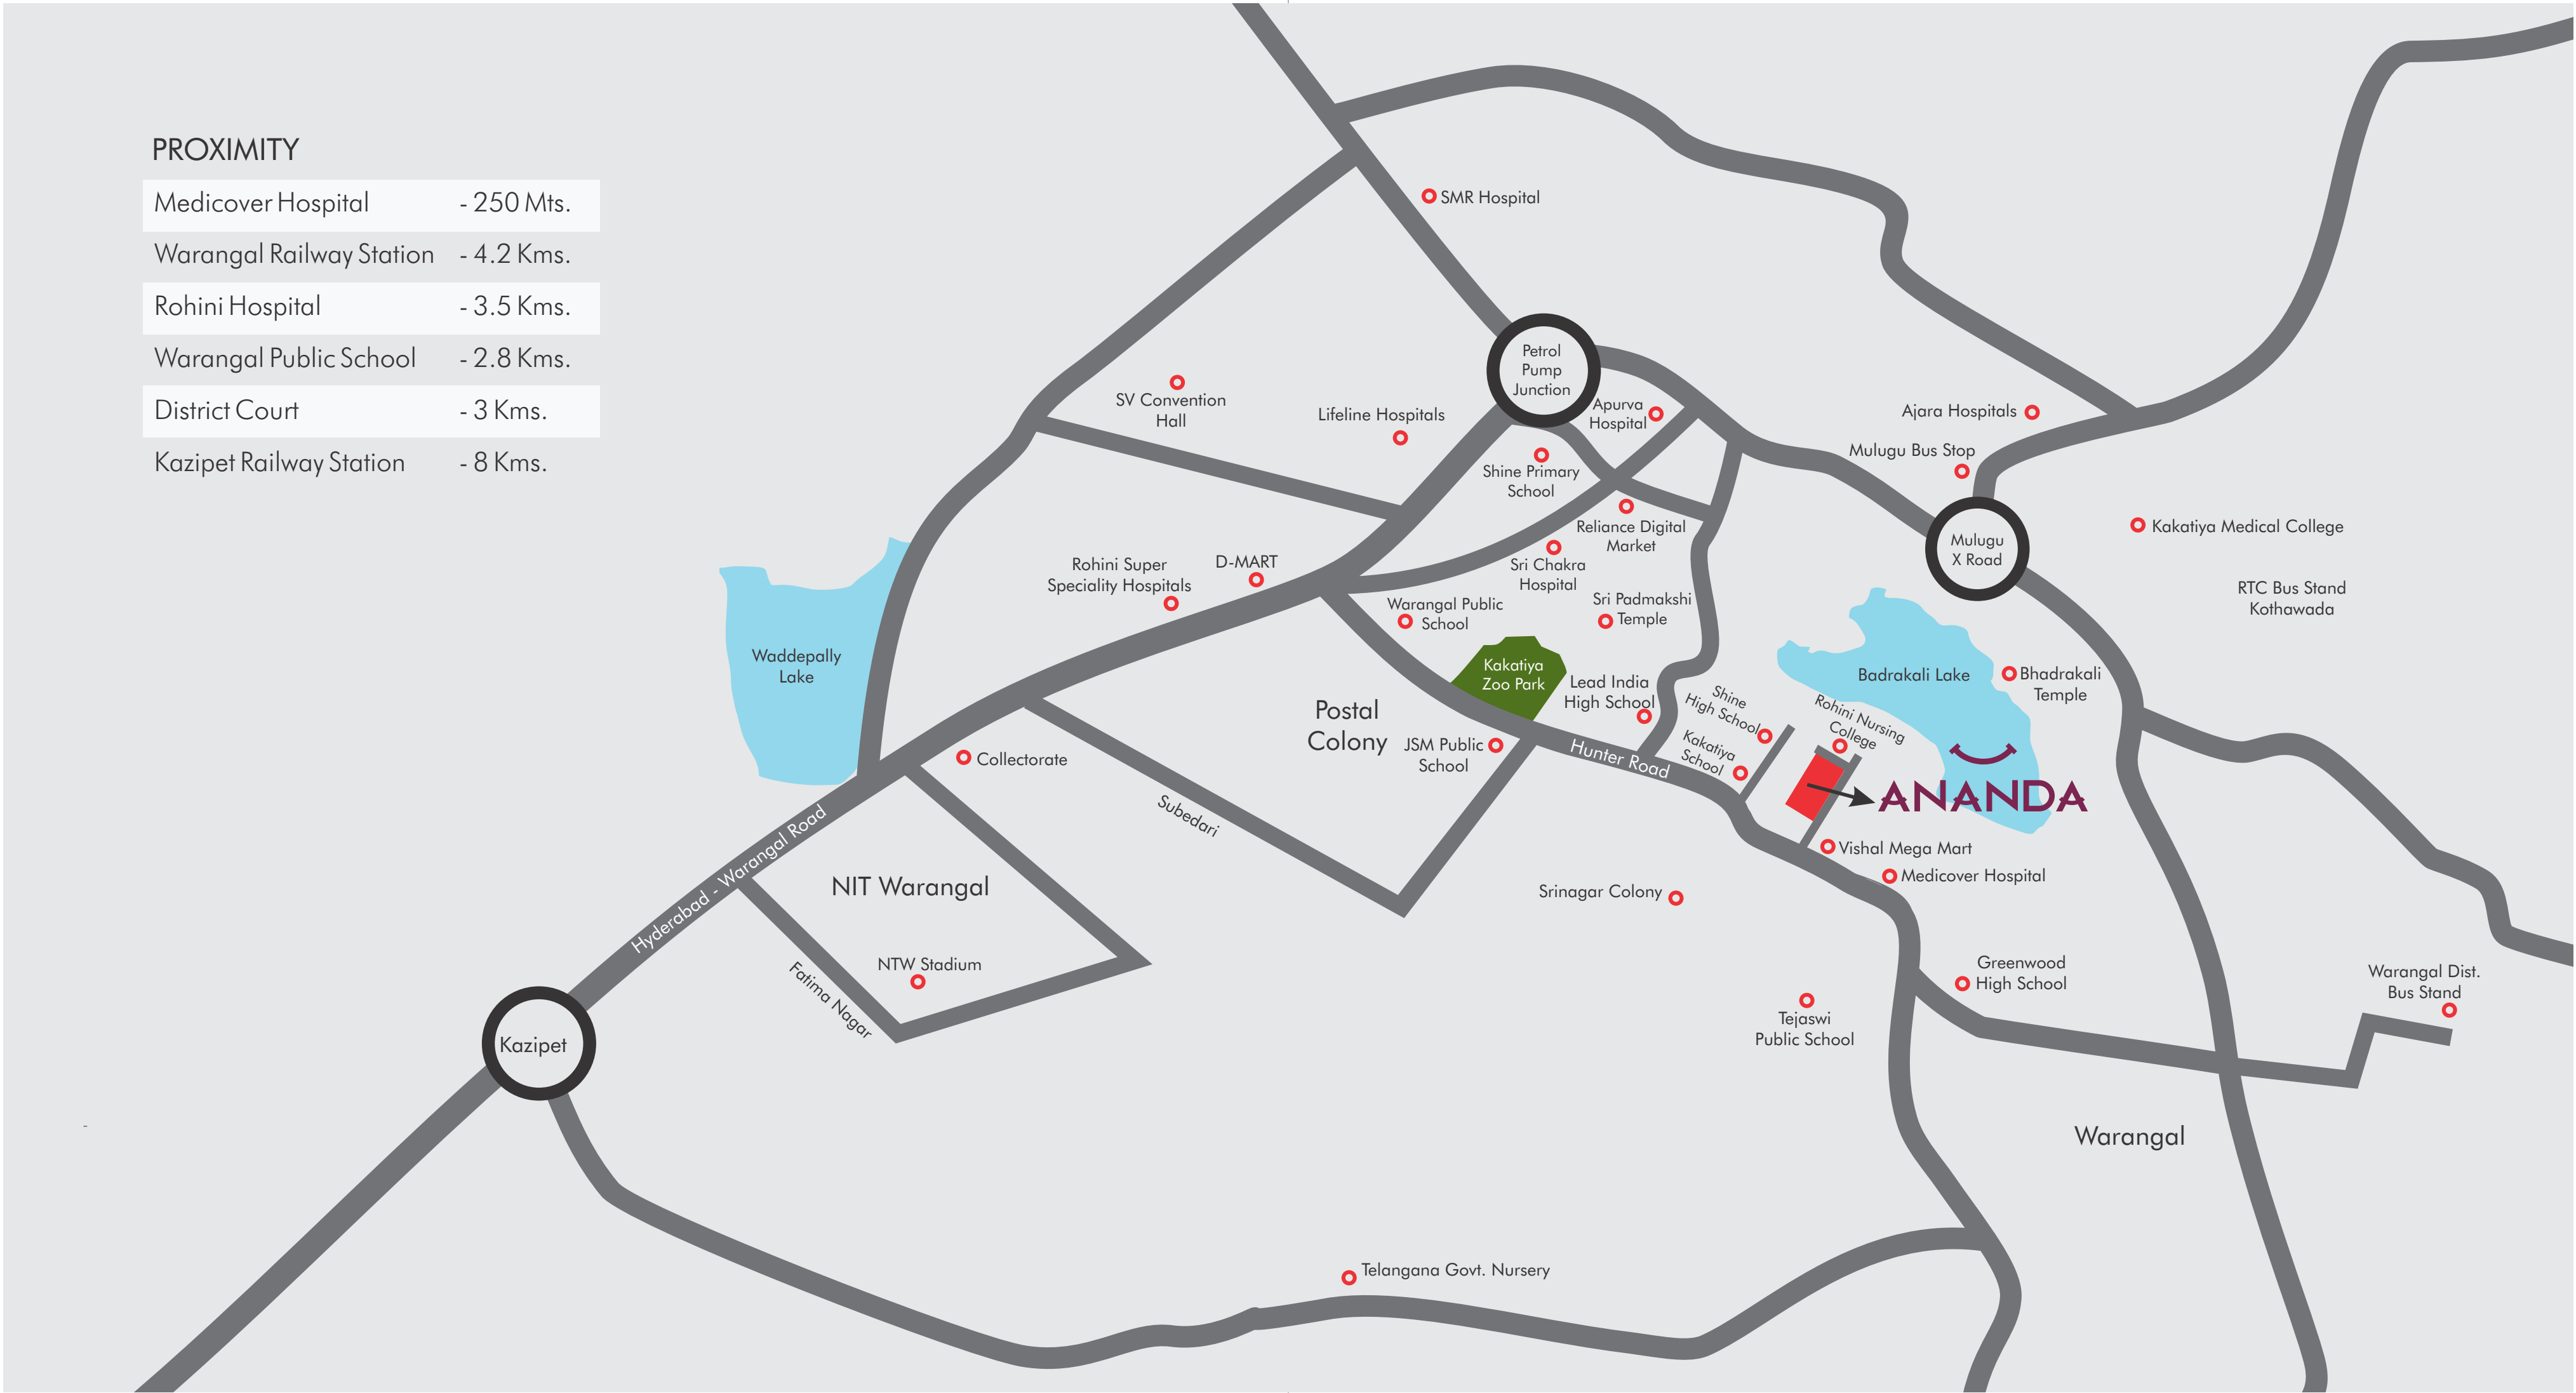 PROXIMITY
Medicover Hospital - 250 Mts.
Warangal Railway Station - 4.2 Kms.
Rohini Hospital - 3.5 Kms.
Warangal Public School - 2.8 Kms.
District Court - 3 Kms.
Kazipet Railway Station - 8 Kms.
SMR Hospital
Petrol
Pump
Junction
SV Convention
Hall
Lifeline Hospitals
Apurva
Hospital
Ajara Hospitals
Mulugu Bus Stop
Shine Primary
School
Reliance Digital
Market
Kakatiya Medical College
Mulugu
X Road
Rohini Super
Speciality Hospitals
D-MART
Sri Chakra
Hospital
RTC Bus Stand
Kothawada
Warangal Public
School
Sri Padmakshi
Temple
Waddepally
Lake
Kakatiya
Zoo Park
Badrakali Lake
Bhadrakali
Temple
Lead India
High School
Shine
High School
Rohini Nursing
College
Postal
Colony
JSM Public
School
Hunter Road
Kakatiya
School
Collectorate
ANANDA
Subedari
Hyderabad - Warangal Road
Vishal Mega Mart
NIT Warangal
Medicover Hospital
Srinagar Colony
NTW Stadium
Fatima Nagar
Greenwood
High School
Warangal Dist.
Bus Stand
Tejaswi
Public School
Kazipet
Warangal
Telangana Govt. Nursery